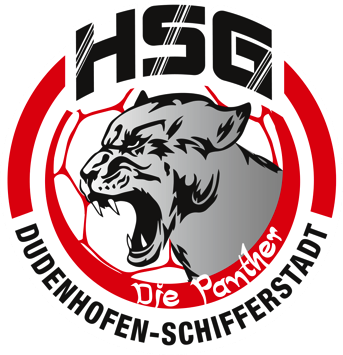 HSG
Die Panther
DUDENHOFEN-SCHIFFERSTADT